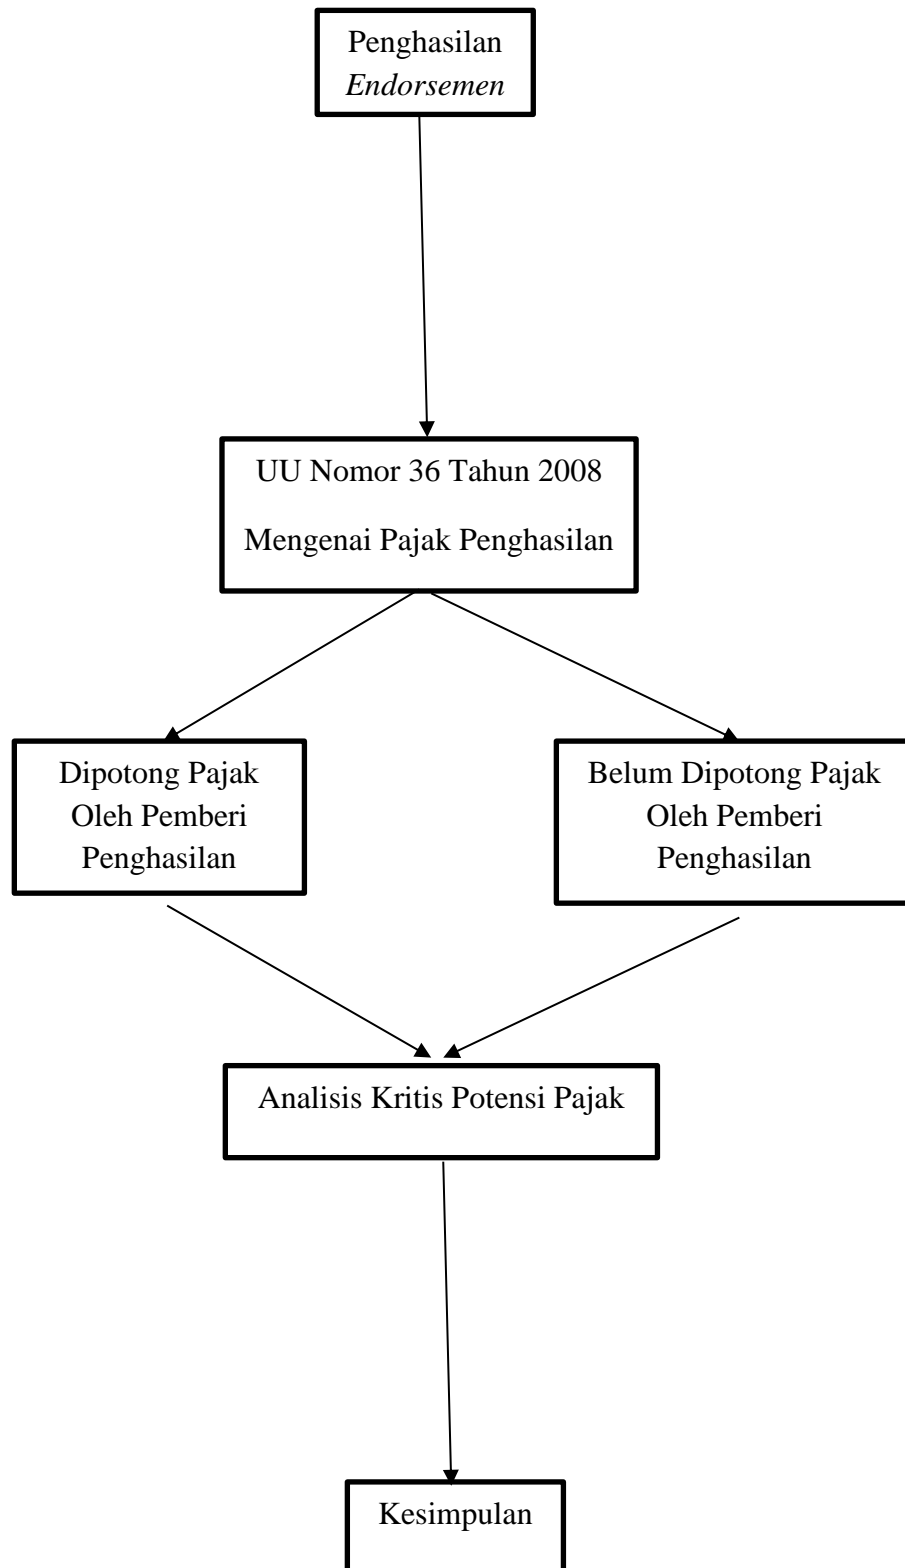 Penghasilan
Endorsemen
UU Nomor 36 Tahun 2008
Mengenai Pajak Penghasilan
Dipotong Pajak
Oleh Pemberi
Penghasilan
Belum Dipotong Pajak
Oleh Pemberi
Penghasilan
Analisis Kritis Potensi Pajak
Kesimpulan